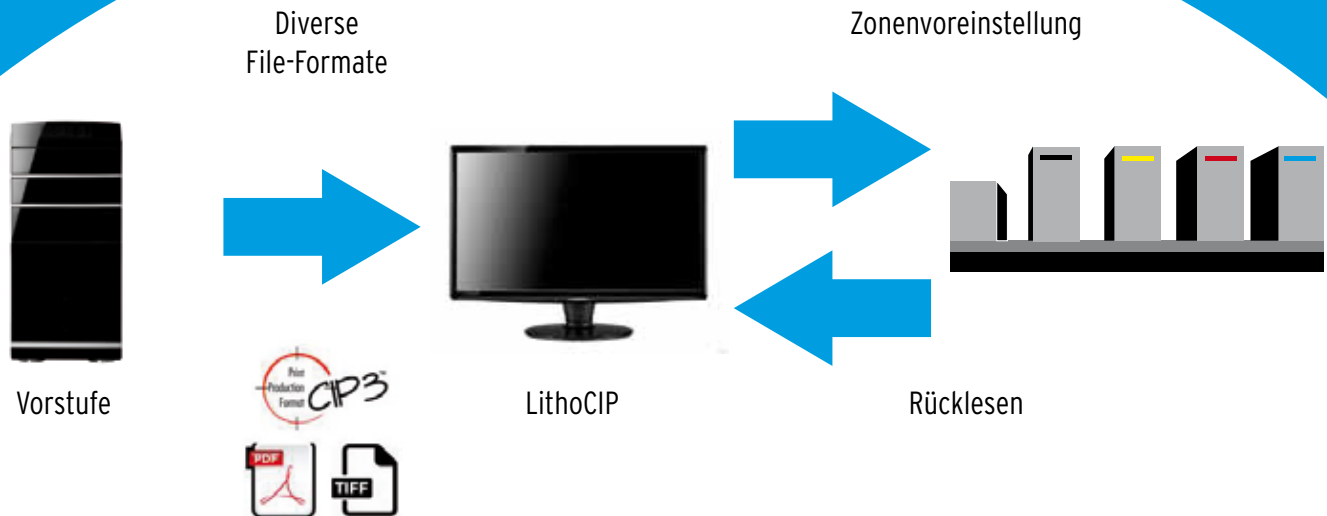 Diverse
File-Formate
Zonenvoreinstellung
Vorstufe
Print
Production
Format
CIP3
LithoCIP
Rücklesen
PDF
TIFF